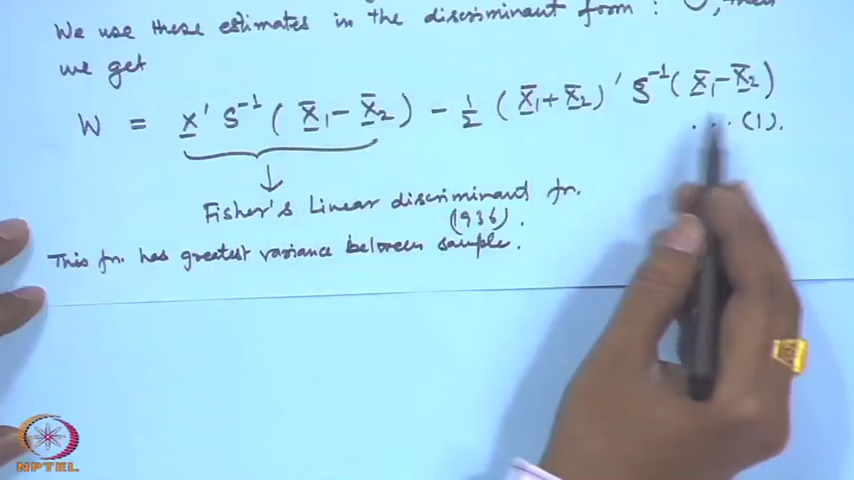 We use these estimates in the discriminant form : U, then
we get
W = x' S⁻¹ ( x̄₁ - x̄₂ ) - 1/2 ( x̄₁ + x̄₂ )' S⁻¹ ( x̄₁ - x̄₂ )
.... (1).
Fisher's Linear discriminant fn.
(1936).
This fn. has greatest variance between sample.
NPTEL